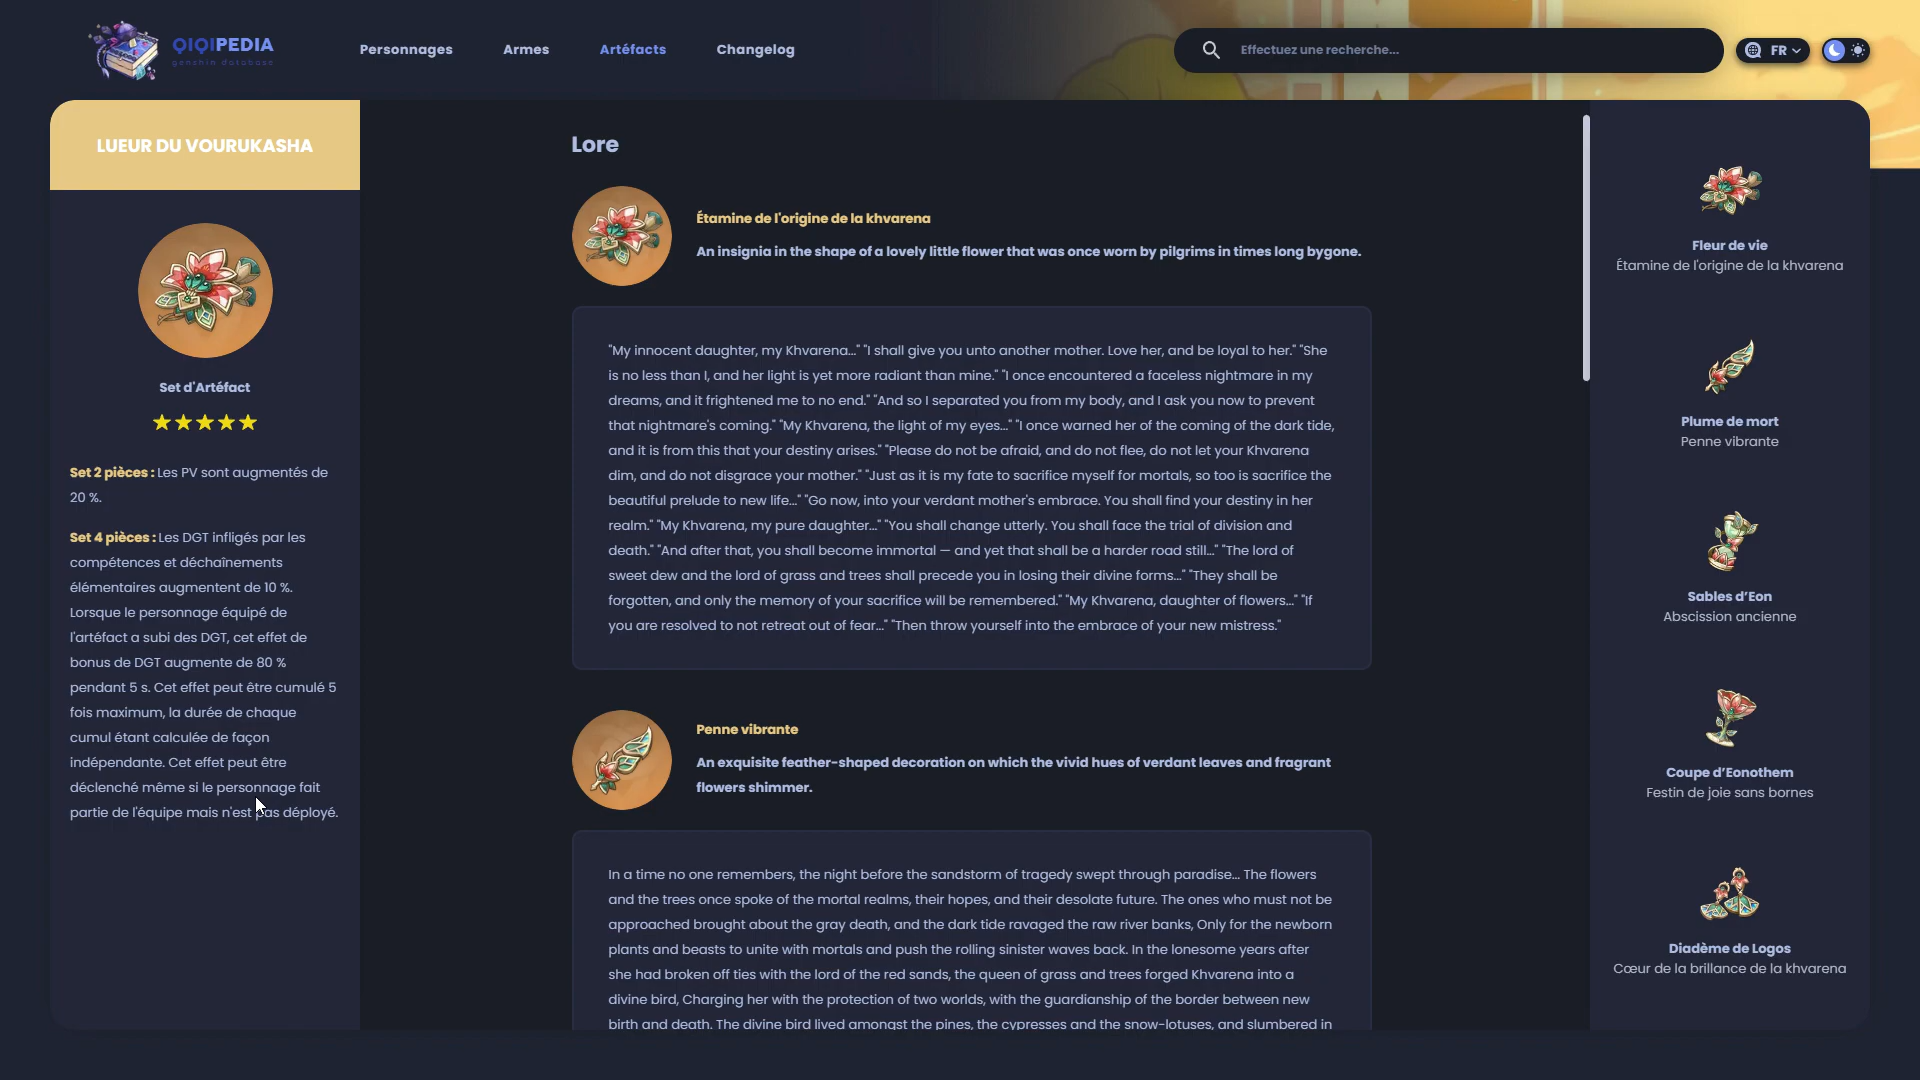 QIQIPEDIA
genshin database
Personnages
Armes
Artéfacts
Changelog
Effectuez une recherche...
FR
LUEUR DU VOURUKASHA
Set d'Artéfact
Set 2 pièces : Les PV sont augmentés de
20 %.
Set 4 pièces : Les DGT infligés par les
compétences et déchaînements
élémentaires augmentent de 10 %.
Lorsque le personnage équipé de
l'artéfact a subi des DGT, cet effet de
bonus de DGT augmente de 80 %
pendant 5 s. Cet effet peut être cumulé 5
fois maximum, la durée de chaque
cumul étant calculée de façon
indépendante. Cet effet peut être
déclenché même si le personnage fait
partie de l'équipe mais n'est pas déployé.
Lore
Étamine de l'origine de la khvarena
An insignia in the shape of a lovely little flower that was once worn by pilgrims in times long bygone.
"My innocent daughter, my Khvarena..." "I shall give you unto another mother. Love her, and be loyal to her." "She
is no less than I, and her light is yet more radiant than mine." "I once encountered a faceless nightmare in my
dreams, and it frightened me to no end." "And so I separated you from my body, and I ask you now to prevent
that nightmare's coming." "My Khvarena, the light of my eyes..." "I once warned her of the coming of the dark tide,
and it is from this that your destiny arises." "Please do not be afraid, and do not flee, do not let your Khvarena
dim, and do not disgrace your mother." "Just as it is my fate to sacrifice myself for mortals, so too is sacrifice the
beautiful prelude to new life..." "Go now, into your verdant mother's embrace. You shall find your destiny in her
realm." "My Khvarena, my pure daughter..." "You shall change utterly. You shall face the trial of division and
death." "And after that, you shall become immortal — and yet that shall be a harder road still..." "The lord of
sweet dew and the lord of grass and trees shall precede you in losing their divine forms..." "They shall be
forgotten, and only the memory of your sacrifice will be remembered." "My Khvarena, daughter of flowers..." "If
you are resolved to not retreat out of fear..." "Then throw yourself into the embrace of your new mistress."
Penne vibrante
An exquisite feather-shaped decoration on which the vivid hues of verdant leaves and fragrant
flowers shimmer.
In a time no one remembers, the night before the sandstorm of tragedy swept through paradise... The flowers
and the trees once spoke of the mortal realms, their hopes, and their desolate future. The ones who must not be
approached brought about the gray death, and the dark tide ravaged the raw river banks, Only for the newborn
plants and beasts to unite with mortals and push the rolling sinister waves back. In the lonesome years after
she had broken off ties with the lord of the red sands, the queen of grass and trees forged Khvarena into a
divine bird, Charging her with the protection of two worlds, with the guardianship of the border between new
birth and death. The divine bird lived amongst the pines, the cypresses and the snow-lotuses, and slumbered in
Fleur de vie
Étamine de l'origine de la khvarena
Plume de mort
Penne vibrante
Sables d’Eon
Abscission ancienne
Coupe d’Eonothem
Festin de joie sans bornes
Diadème de Logos
Cœur de la brillance de la khvarena